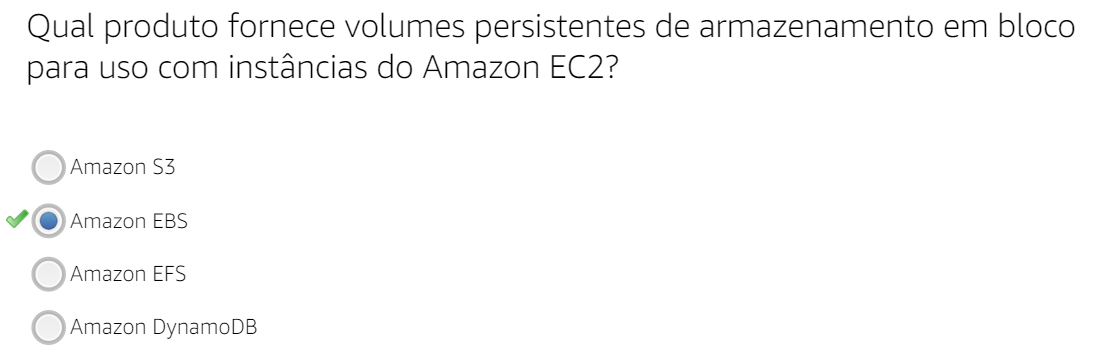 Qual produto fornece volumes persistentes de armazenamento em bloco
para uso com instâncias do Amazon EC2?
Amazon S3
Amazon EBS
Amazon EFS
Amazon DynamoDB